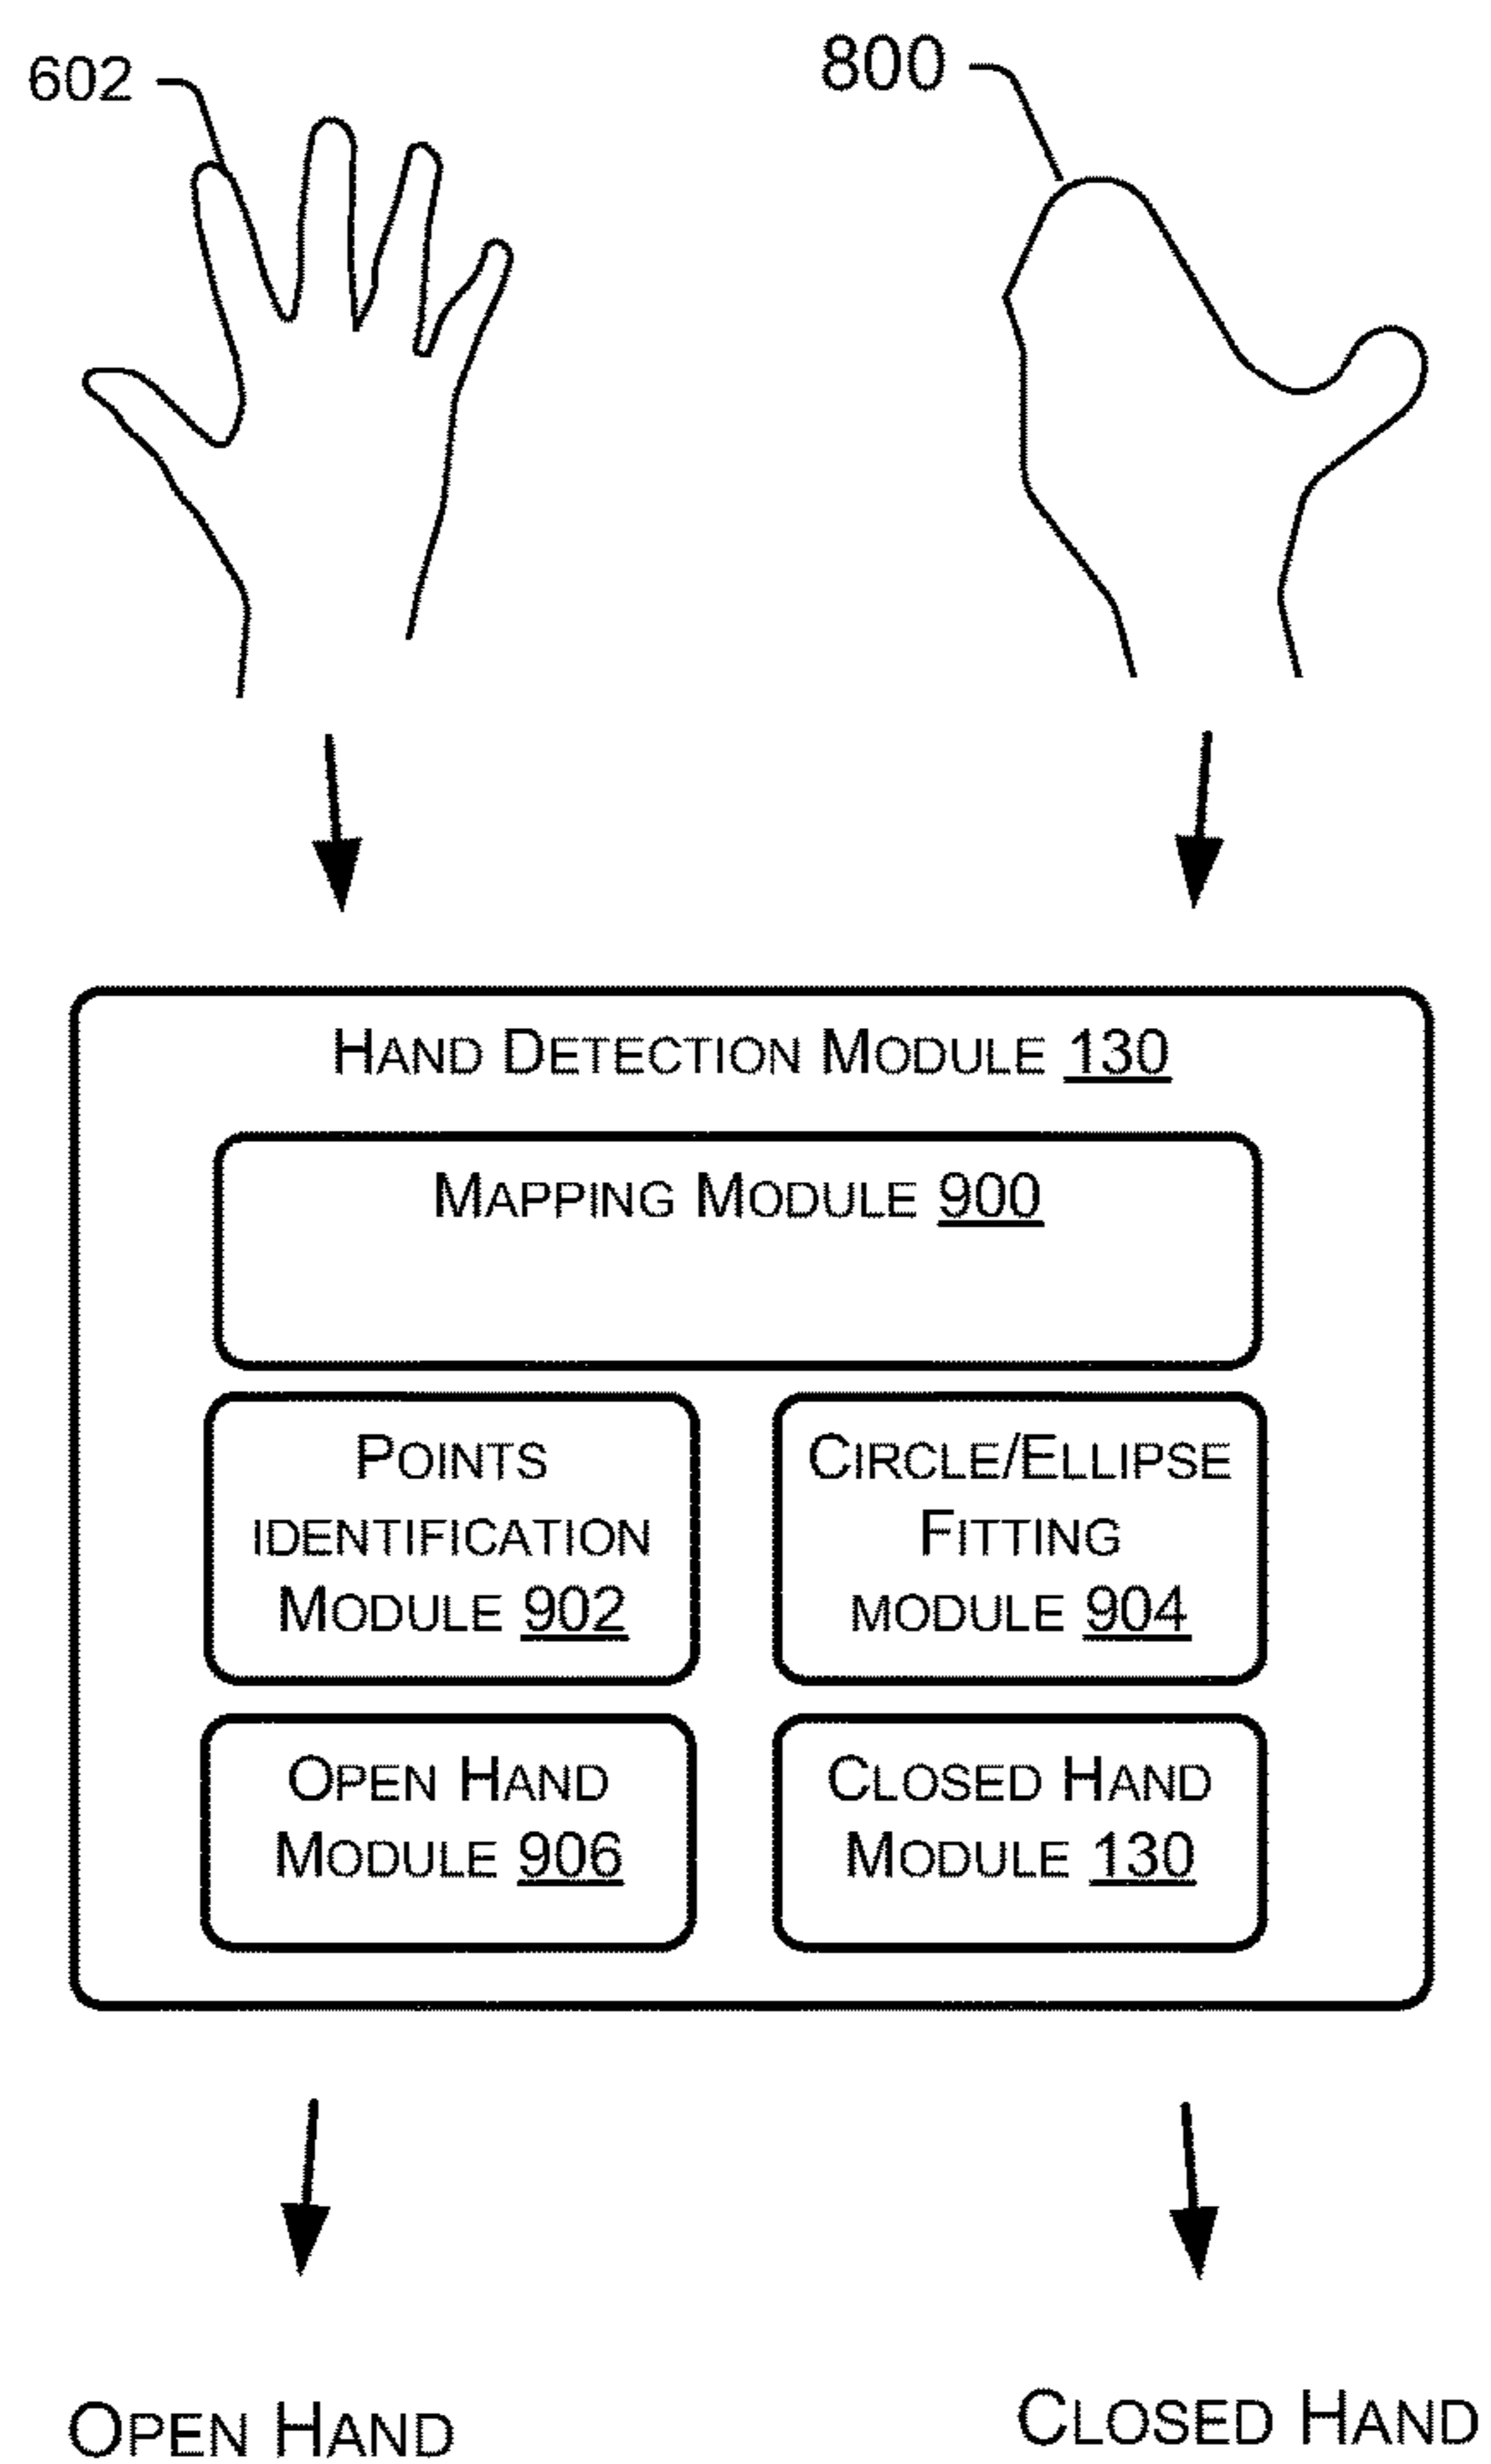 602
800
HAND DETECTION MODULE 130
MAPPING MODULE 900
POINTS
IDENTIFICATION
MODULE 902
CIRCLE/ELLIPSE
FITTING
MODULE 904
OPEN HAND
MODULE 906
CLOSED HAND
MODULE 130
OPEN HAND
CLOSED HAND